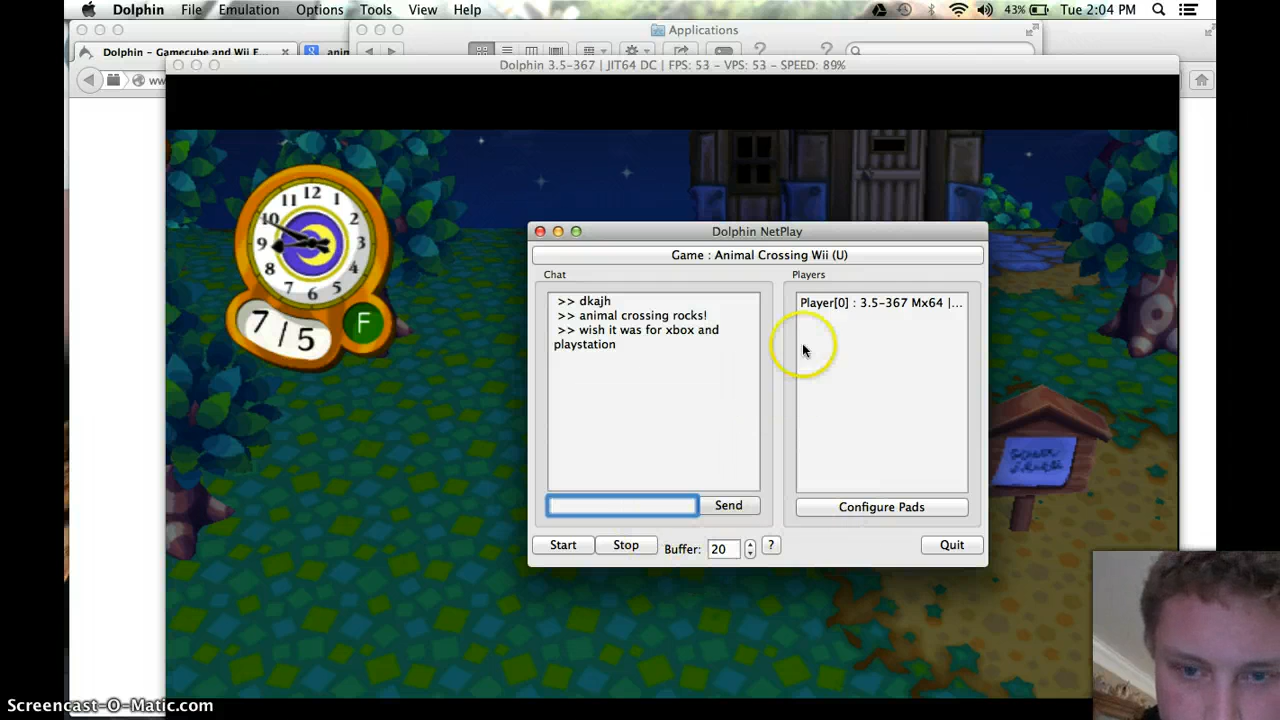 Dolphin File Emulation Options Tools View Help 43% Tue 2:04 PM
Applications
Dolphin – Gamecube and Wii E... anim
www
Dolphin 3.5-367 | JIT64 DC | FPS: 53 - VPS: 53 - SPEED: 89%
12
11 1
10 2
9 3
8 4
7 5
6
7/5 F
Dolphin NetPlay
Game : Animal Crossing Wii (U)
Chat Players
>> dkajh
>> animal crossing rocks!
>> wish it was for xbox and
playstation
Player[0] : 3.5-367 Mx64 |...
Send
Configure Pads
Start Stop Buffer: 20 ? Quit
Screencast-O-Matic.com